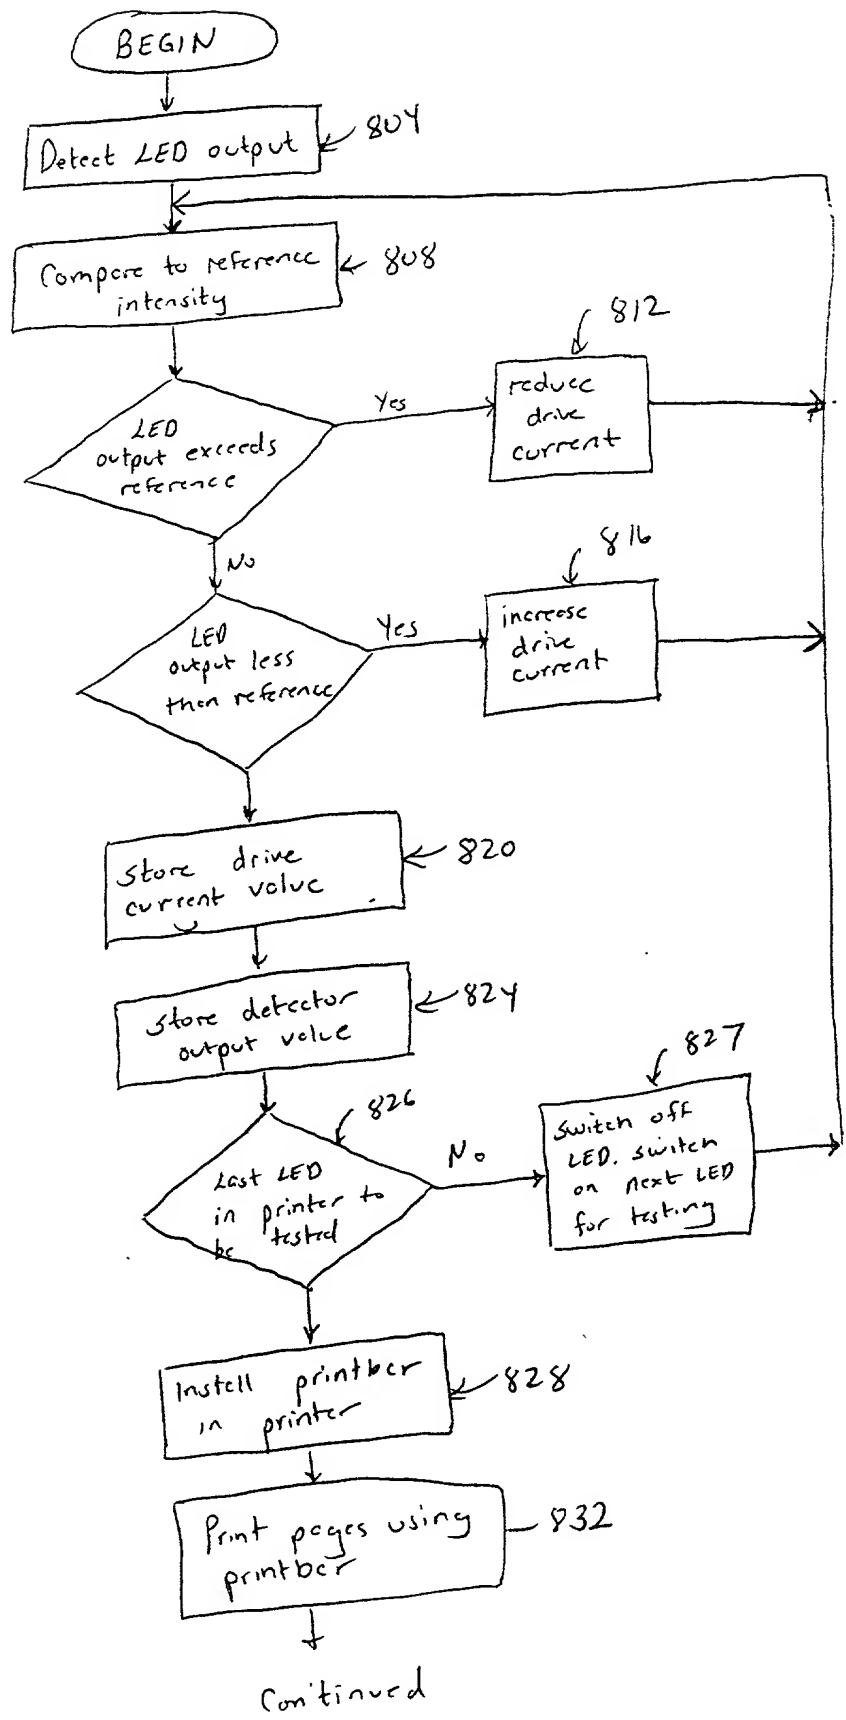 BEGIN
Detect LED output
804
Compare to reference
intensity
808
812
LED
output exceeds
reference
Yes
reduce
drive
current
No
816
LED
output less
than reference
Yes
increase
drive
current
store drive
current value
820
store detector
output value
824
826
827
Last LED
in printer to
be tested
No
switch off
LED. switch
on next LED
for testing
Install printbar
in printer
828
Print pages using
printbar
832
Continued